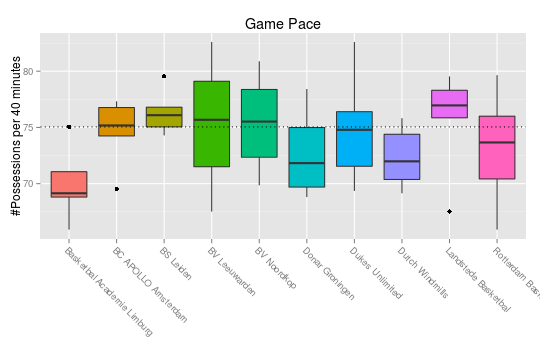 Game Pace
#Possessions per 40 minutes
80
75
70
Basketbal Academie Limburg
BC APOLLO Amsterdam
BS Leiden
BV Leeuwarden
BV Noordkop
Donar Groningen
Dukes Unlimited
Dutch Windmills
Landstede Basketbal
Rotterdam Bas